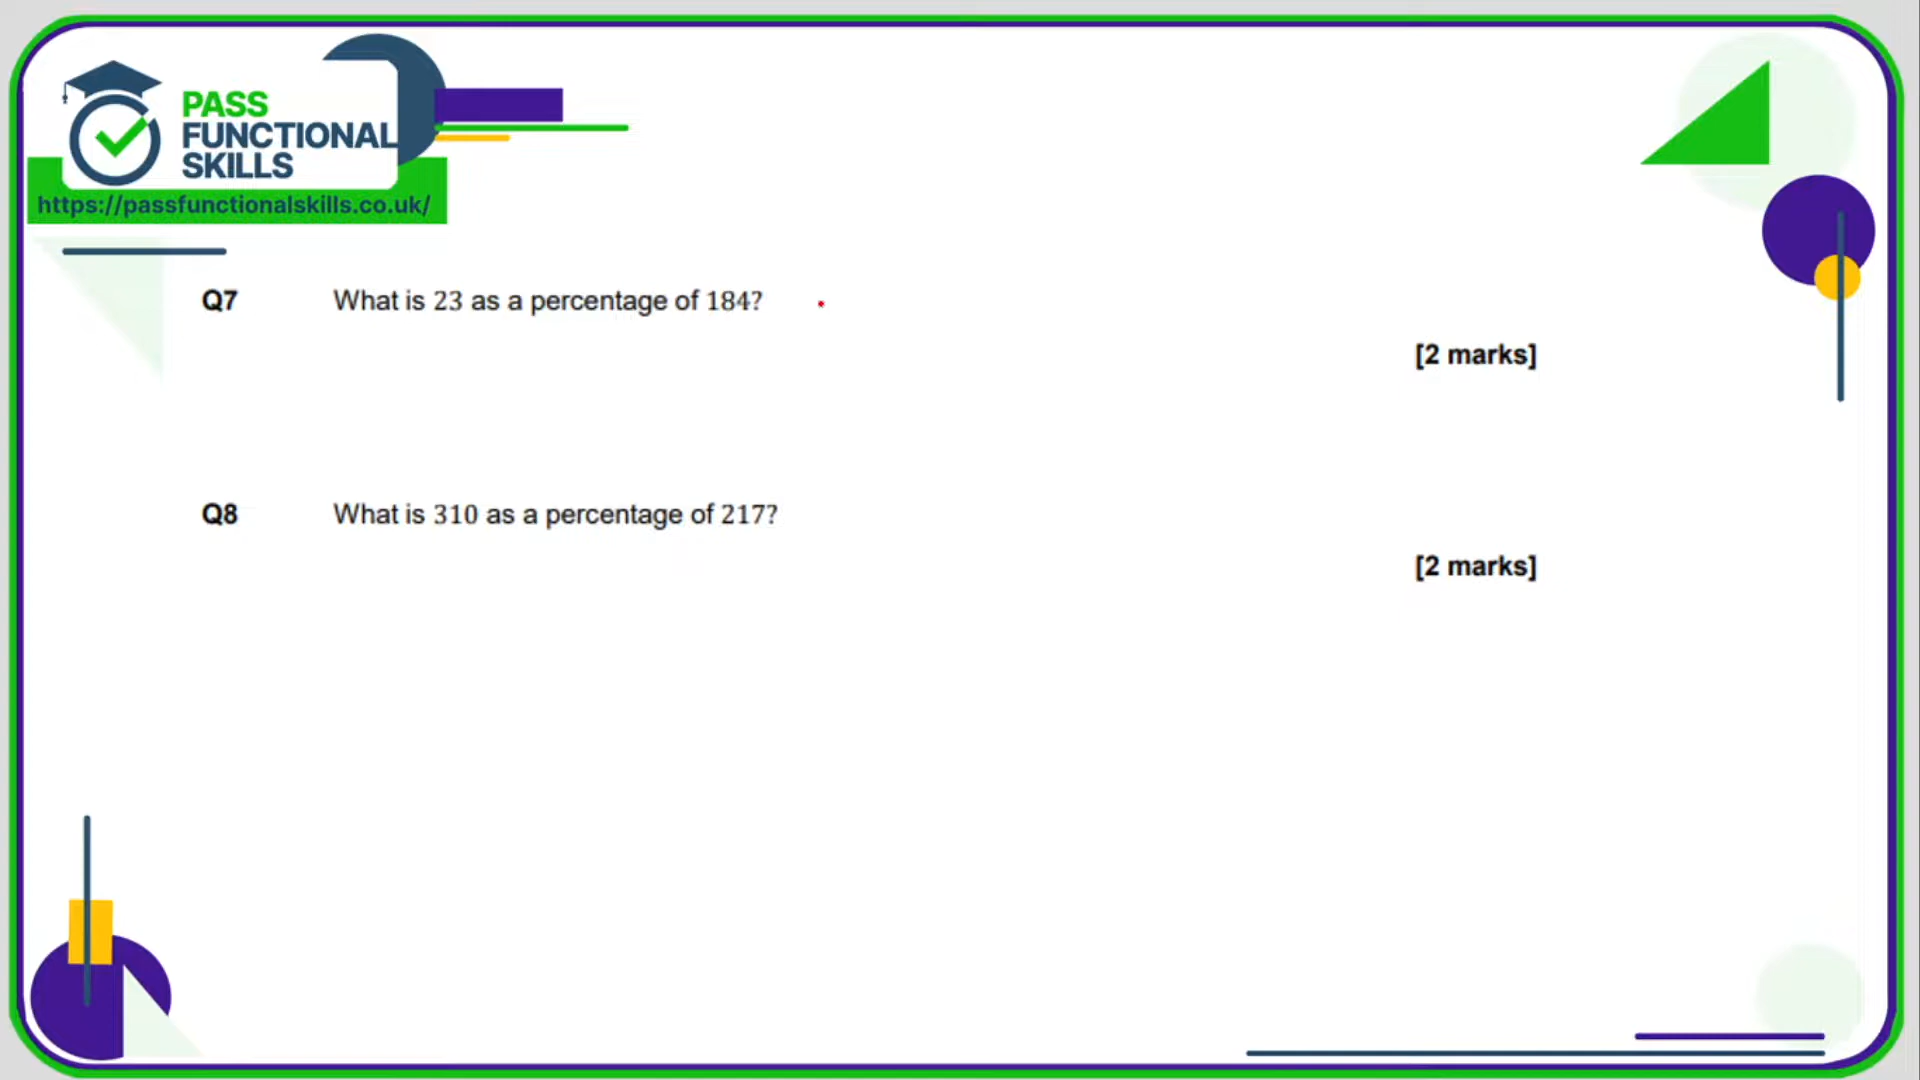 PASS
FUNCTIONAL
SKILLS
https://passfunctionalskills.co.uk/
Q7 What is 23 as a percentage of 184?
[2 marks]
Q8 What is 310 as a percentage of 217?
[2 marks]